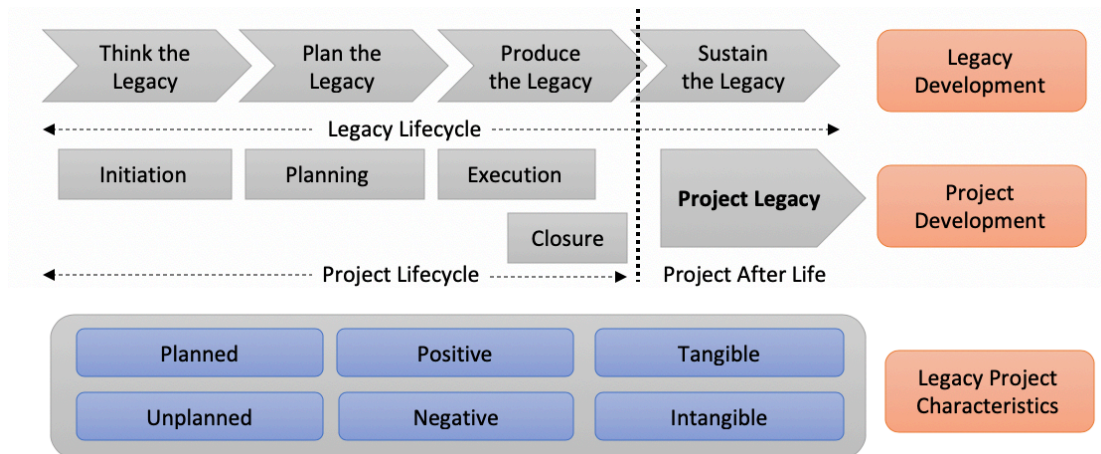 Think the
Legacy
Plan the
Legacy
Produce
the Legacy
Sustain
the Legacy
Legacy
Development
Legacy Lifecycle
Initiation
Planning
Execution
Project Legacy
Project
Development
Closure
Project Lifecycle
Project After Life
Planned
Positive
Tangible
Legacy Project
Characteristics
Unplanned
Negative
Intangible